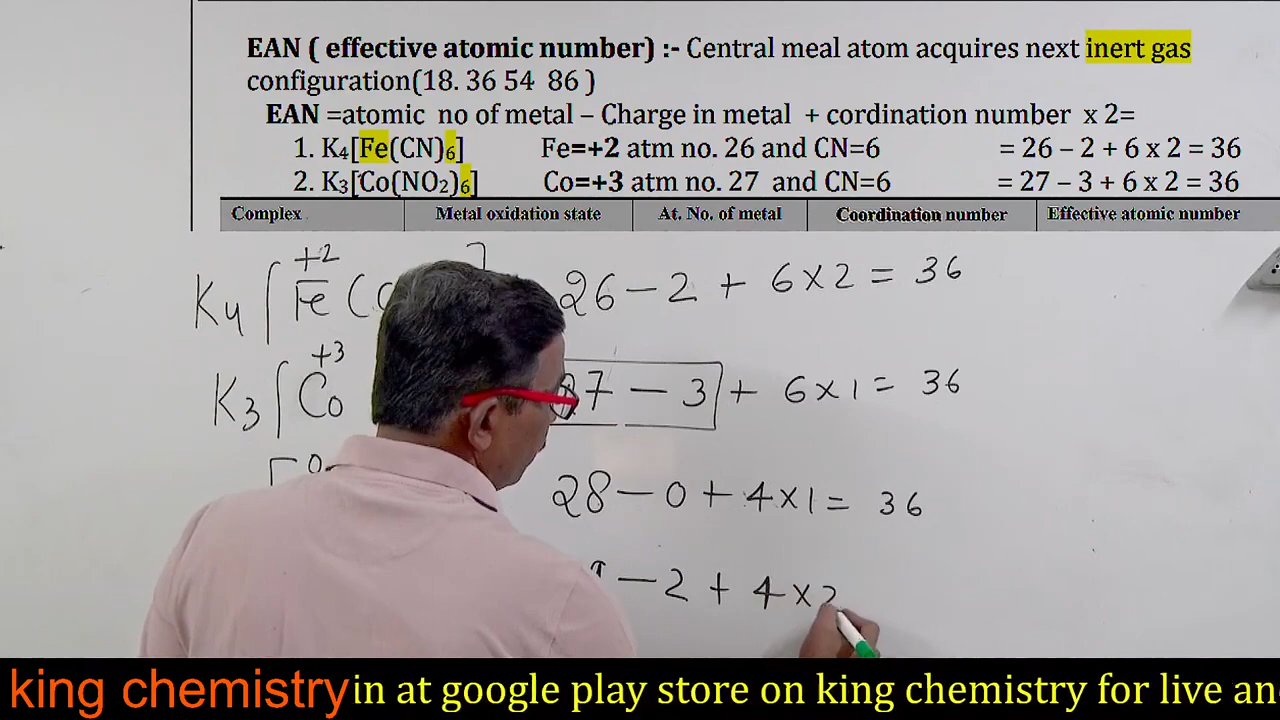 EAN ( effective atomic number) :- Central meal atom acquires next inert gas
configuration(18. 36 54 86 )
EAN =atomic no of metal – Charge in metal + cordination number x 2=
1. K₄[Fe(CN)₆] Fe=+2 atm no. 26 and CN=6 = 26 – 2 + 6 x 2 = 36
2. K₃[Co(NO₂)₆] Co=+3 atm no. 27 and CN=6 = 27 – 3 + 6 x 2 = 36
Complex Metal oxidation state At. No. of metal Coordination number Effective atomic number
+2
K4 [ Fe (C ] 26 – 2 + 6×2 = 36
+3
K3 [ Co 27 – 3 + 6×1 = 36
[ 0 28 – 0 + 4×1 = 36
– 2 + 4×2
king chemistry in at google play store on king chemistry for live an